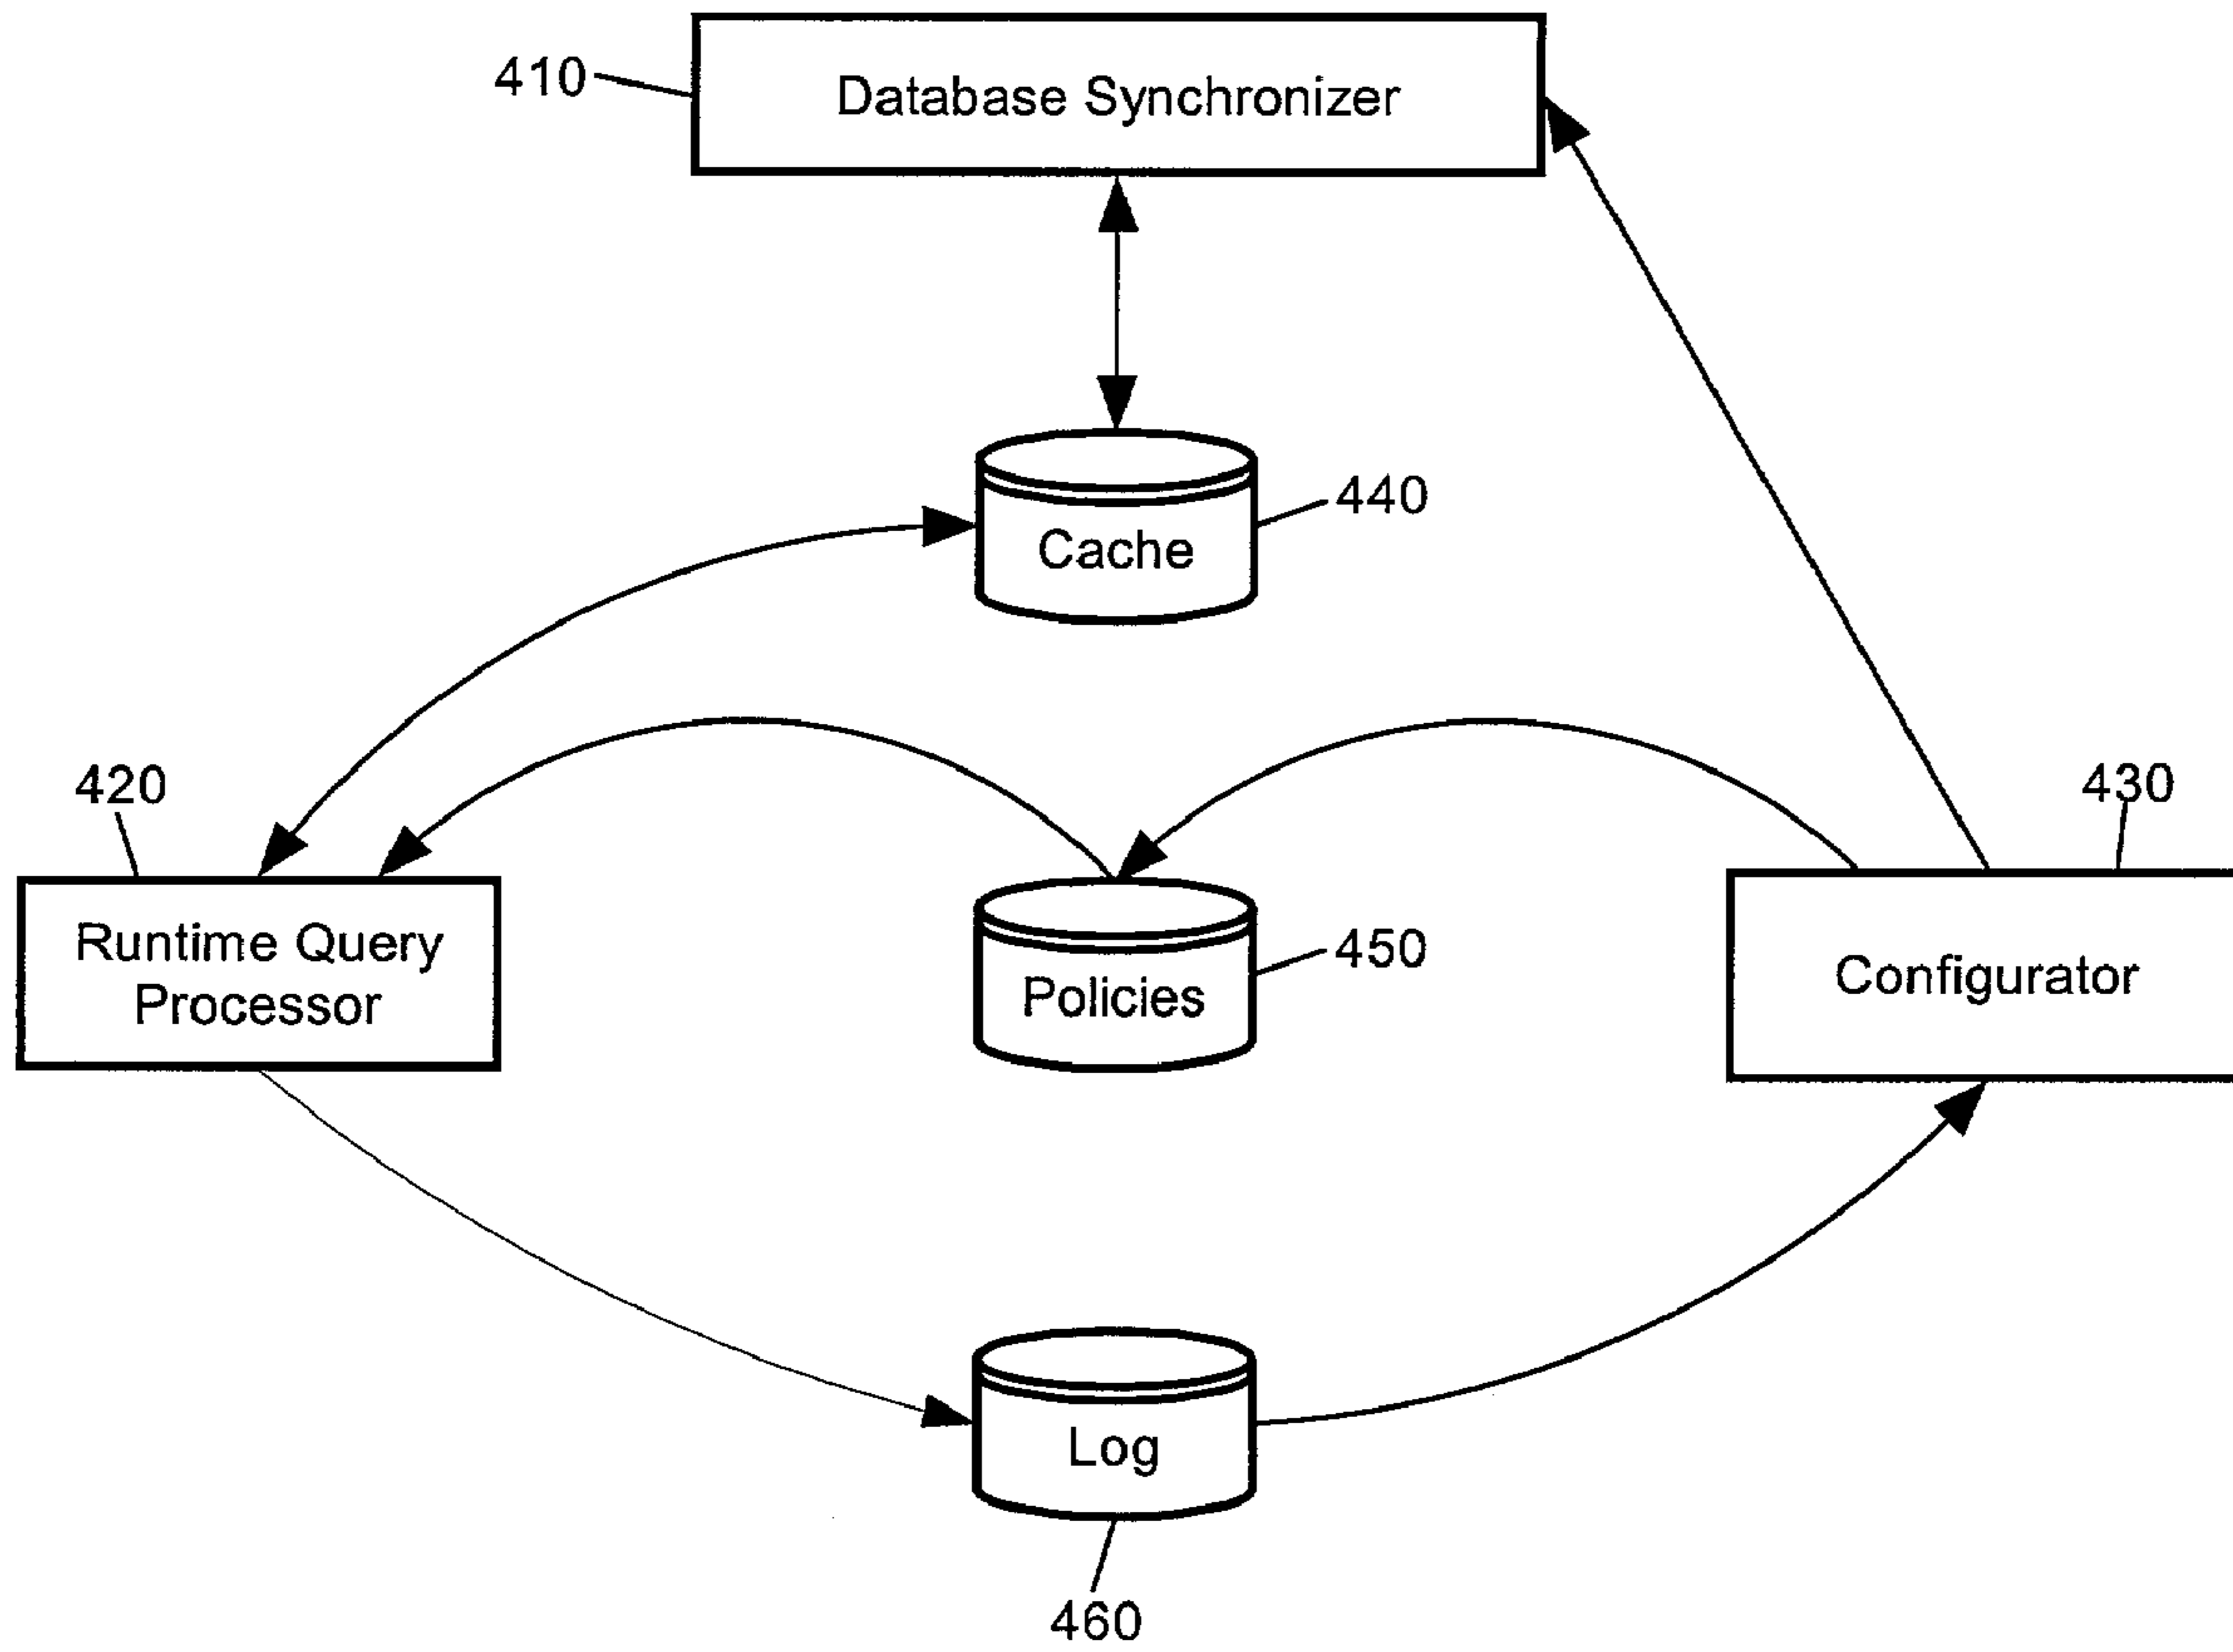 410
Database Synchronizer
440
Cache
420
430
Runtime Query
Processor
450
Policies
Configurator
Log
460